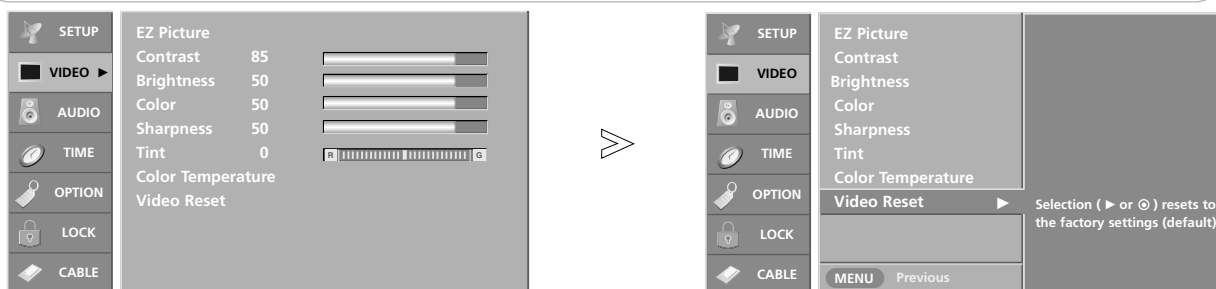 SETUP
VIDEO ►
AUDIO
TIME
OPTION
LOCK
CABLE
EZ Picture
Contrast 85
Brightness 50
Color 50
Sharpness 50
Tint 0 R G
Color Temperature
Video Reset
SETUP
VIDEO
AUDIO
TIME
OPTION
LOCK
CABLE
EZ Picture
Contrast
Brightness
Color
Sharpness
Tint
Color Temperature
Video Reset ►
MENU Previous
Selection ( ► or ⊙ ) resets to
the factory settings (default)